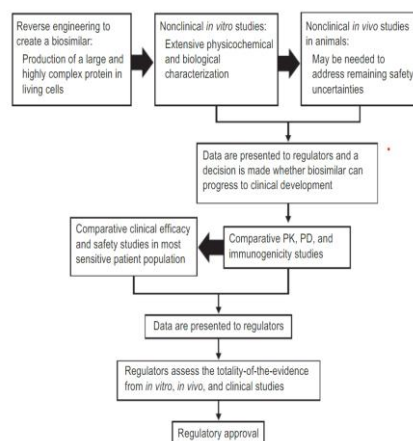 Reverse engineering to
create a biosimilar:
Production of a large and
highly complex protein in
living cells
Nonclinical in vitro studies:
Extensive physicochemical
and biological
characterization
Nonclinical in vivo studies
in animals:
May be needed to
address remaining safety
uncertainties
Data are presented to regulators and a
decision is made whether biosimilar can
progress to clinical development
Comparative clinical efficacy
and safety studies in most
sensitive patient population
Comparative PK, PD, and
immunogenicity studies
Data are presented to regulators
Regulators assess the totality-of-the-evidence
from in vitro, in vivo, and clinical studies
Regulatory approval